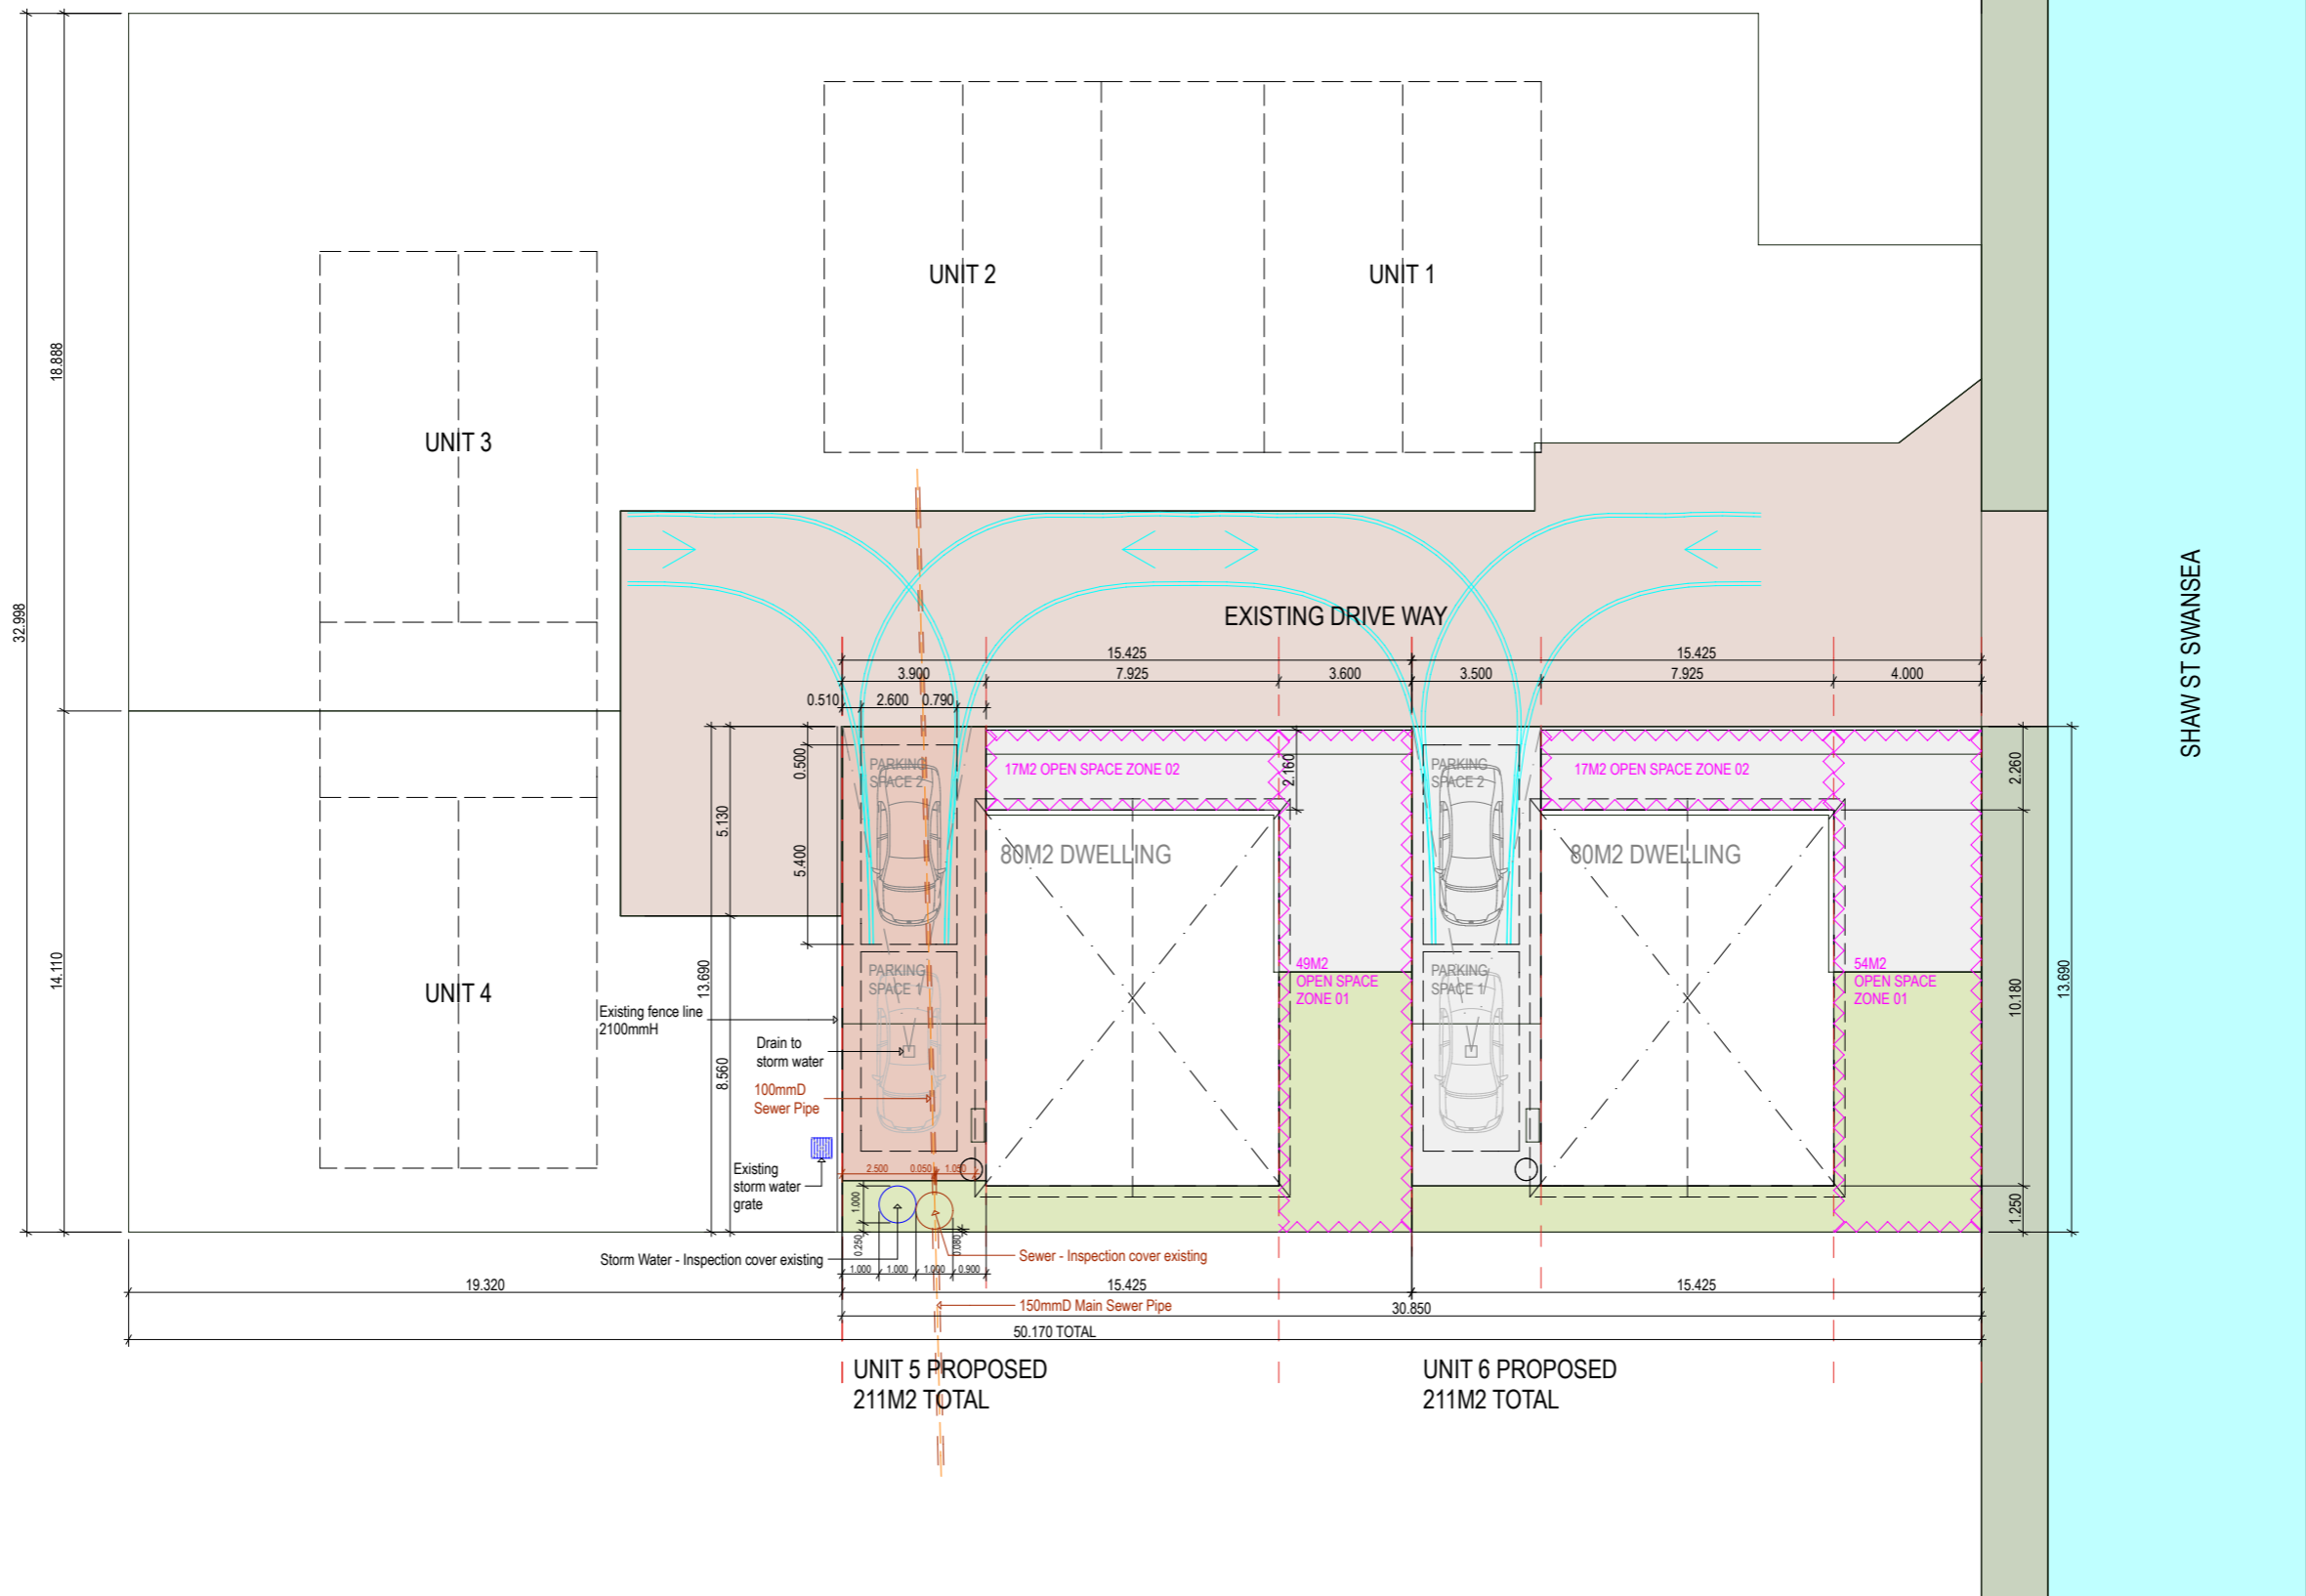 UNIT 2
UNIT 1
UNIT 3
UNIT 4
32.998
18.888
14.110
SHAW ST SWANSEA
EXISTING DRIVE WAY
15.425
15.425
3.900
7.925
3.600
3.500
7.925
4.000
0.510
2.600
0.790
0.500
5.400
5.130
13.690
8.560
PARKING
SPACE 2
17M2 OPEN SPACE ZONE 02
2.160
PARKING
SPACE 2
17M2 OPEN SPACE ZONE 02
2.260
80M2 DWELLING
80M2 DWELLING
PARKING
SPACE 1
49M2
OPEN SPACE
ZONE 01
PARKING
SPACE 1
54M2
OPEN SPACE
ZONE 01
10.180
13.690
1.250
Existing fence line
2100mmH
Drain to
storm water
100mmD
Sewer Pipe
Existing
storm water
grate
2.500
0.050
1.050
1.000
0.250
0.080
Storm Water - Inspection cover existing
Sewer - Inspection cover existing
1.000
1.000
1.000
0.900
19.320
15.425
15.425
150mmD Main Sewer Pipe
30.850
50.170 TOTAL
UNIT 5 PROPOSED
211M2 TOTAL
UNIT 6 PROPOSED
211M2 TOTAL